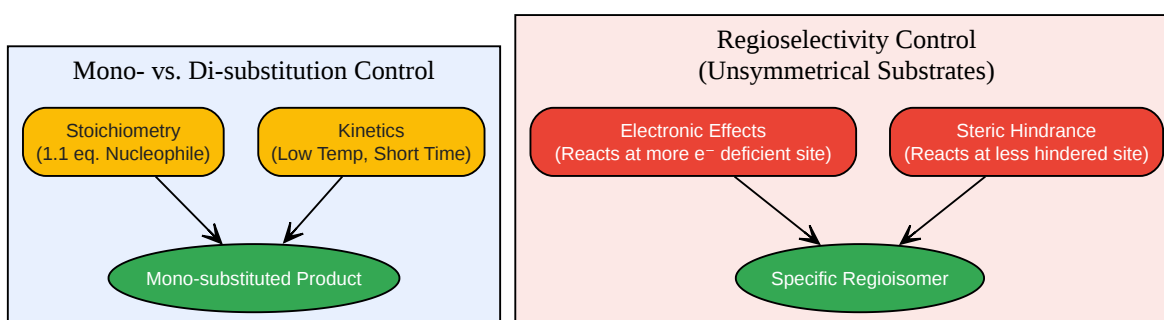 Mono- vs. Di-substitution Control
Stoichiometry
(1.1 eq. Nucleophile)
Kinetics
(Low Temp, Short Time)
Mono-substituted Product
Regioselectivity Control
(Unsymmetrical Substrates)
Electronic Effects
(Reacts at more e⁻ deficient site)
Steric Hindrance
(Reacts at less hindered site)
Specific Regioisomer